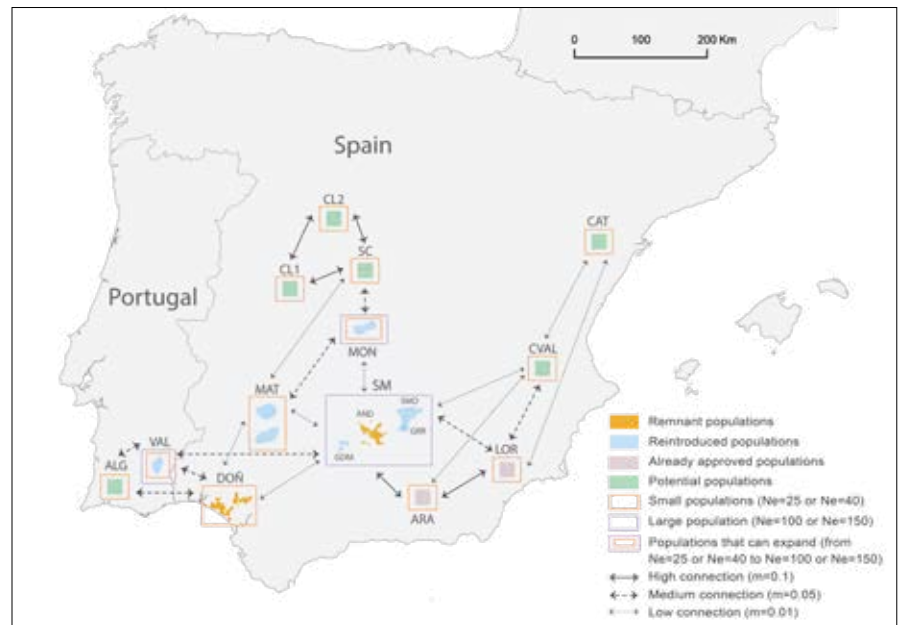 0 100 200 Km
Spain
Portugal
CL2
CAT
SC
CL1
MON
CVAL
SM
MAT
AND
SMO
GRR
GDM
VAL
ALG
LOR
DOÑ
ARA
Remnant populations
Reintroduced populations
Already approved populations
Potential populations
Small populations (Ne=25 or Ne=40)
Large population (Ne=100 or Ne=150)
Populations that can expand (from
Ne=25 or Ne=40 to Ne=100 or Ne=150)
High connection (m=0.1)
Medium connection (m=0.05)
Low connection (m=0.01)